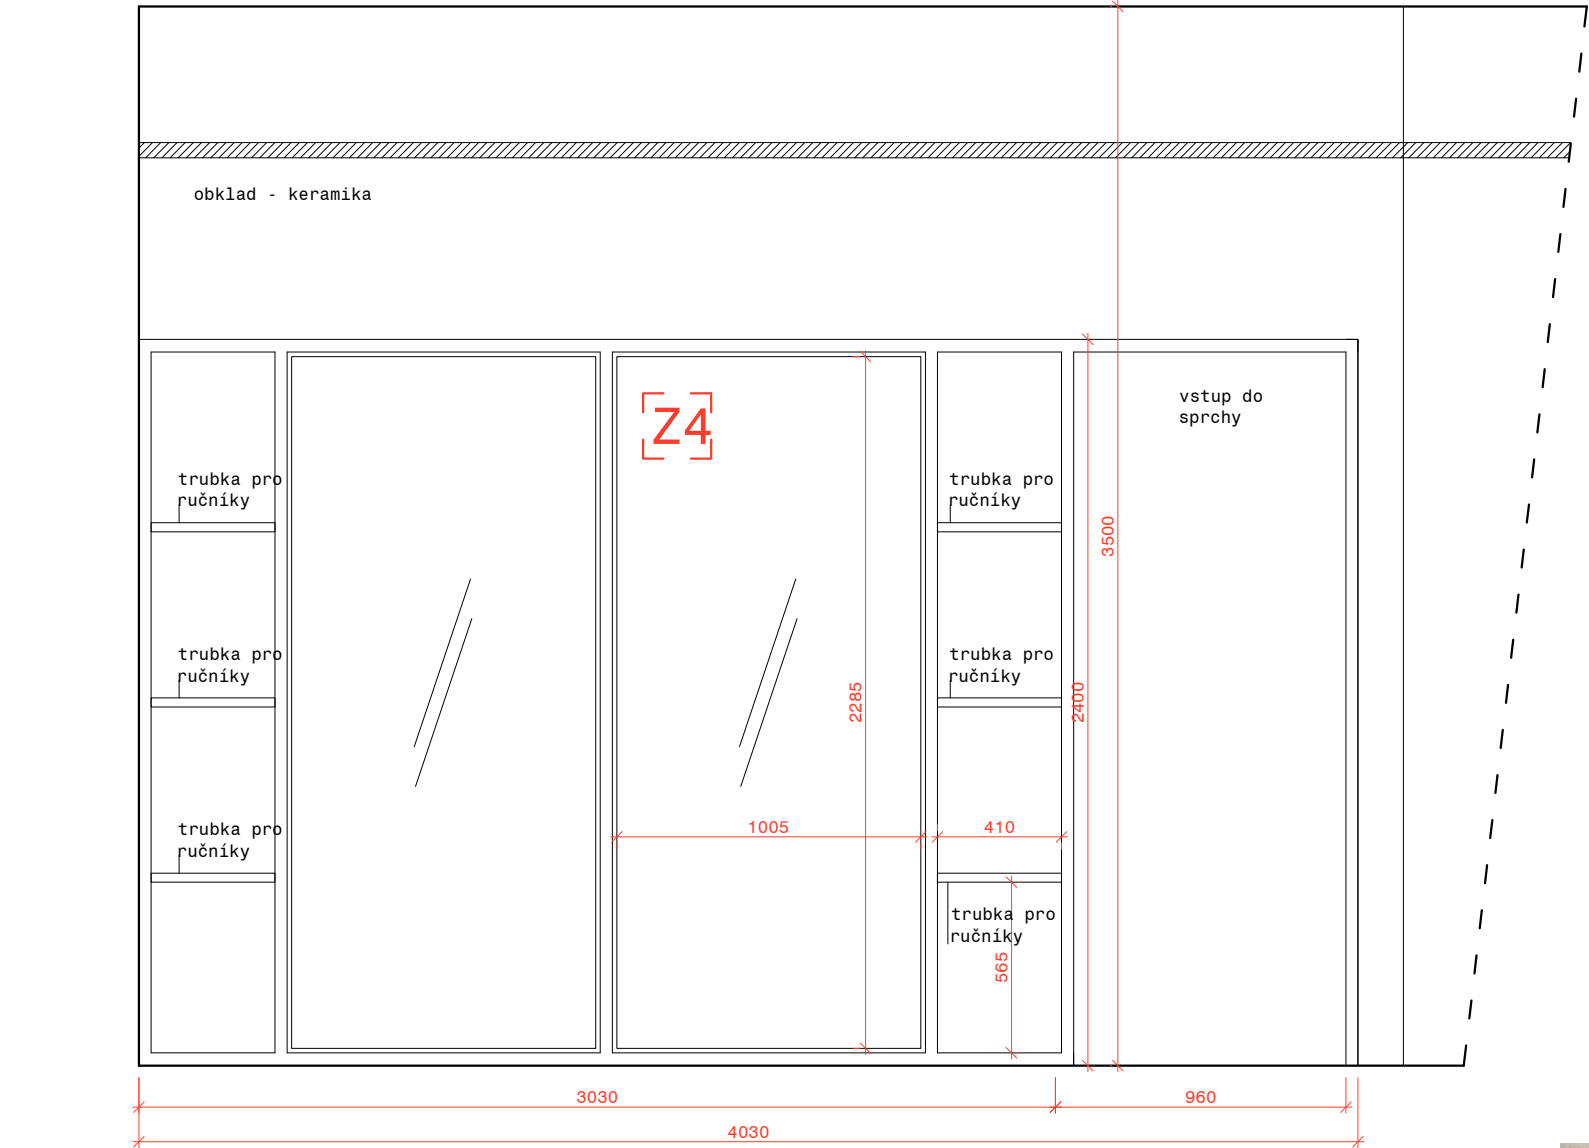 obklad - keramika
vstup do
sprchy
Z4
trubka pro
ručníky
trubka pro
ručníky
3500
trubka pro
ručníky
trubka pro
ručníky
2285
2400
1005
410
trubka pro
ručníky
trubka pro
ručníky
565
3030
960
4030